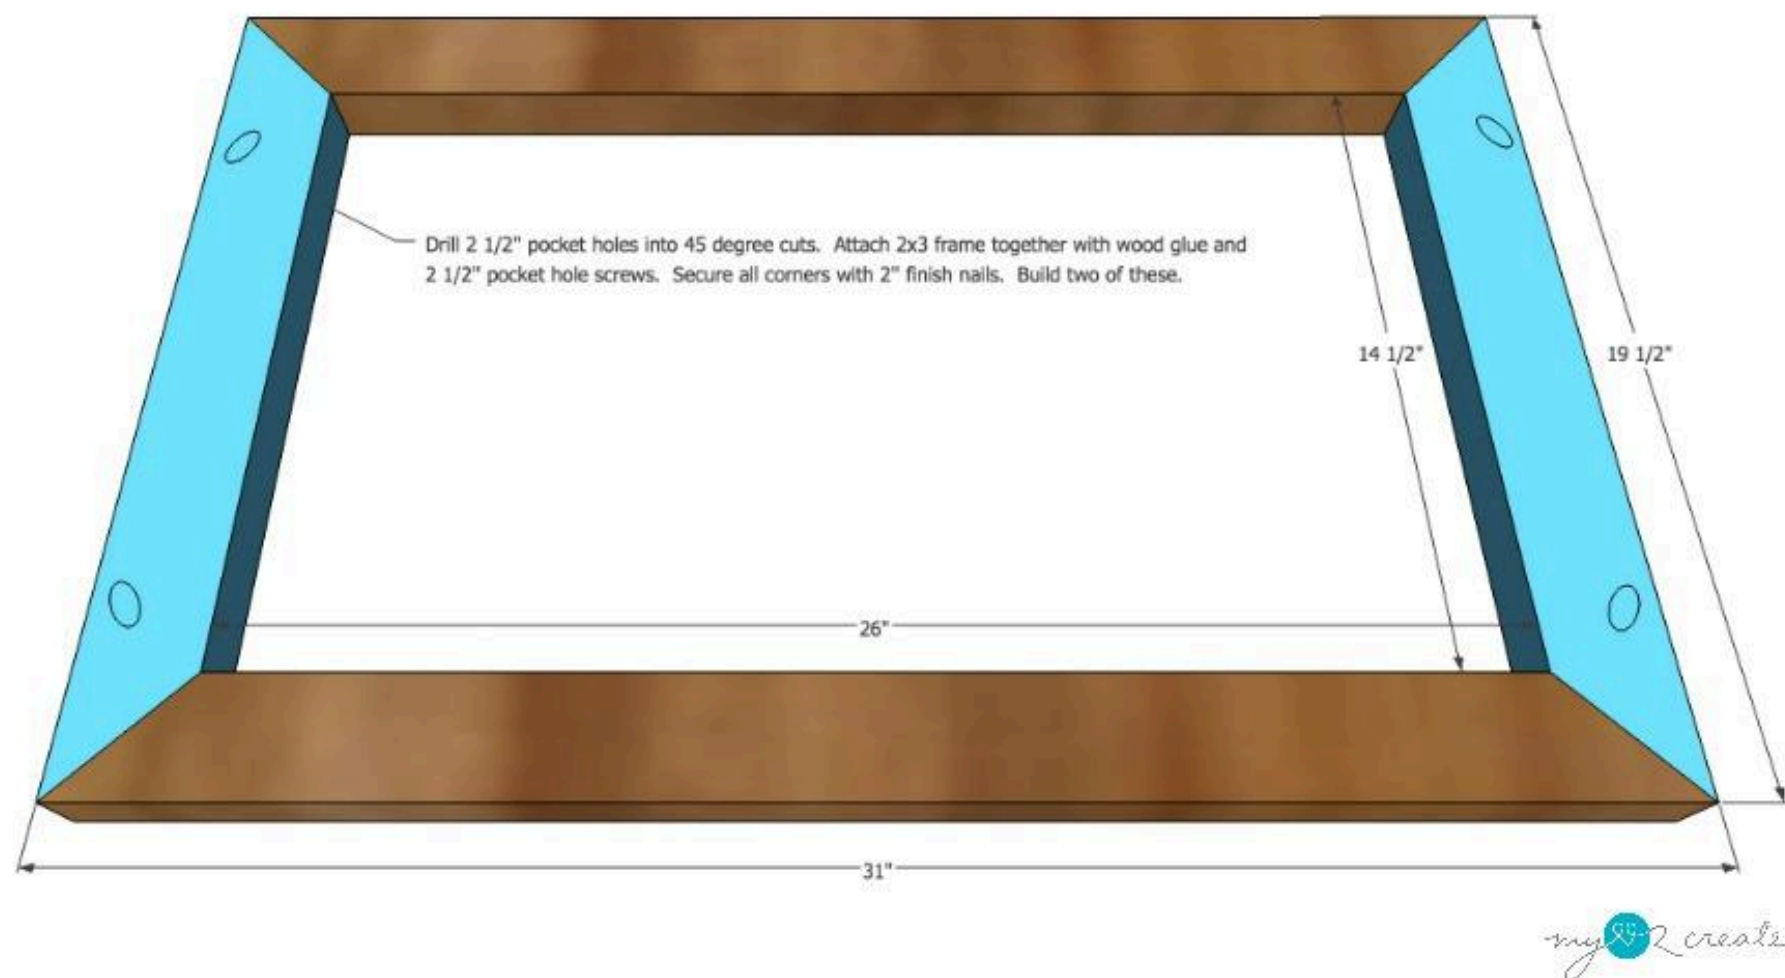 Drill 2 1/2" pocket holes into 45 degree cuts.  Attach 2x3 frame together with wood glue and
2 1/2" pocket hole screws.  Secure all corners with 2" finish nails.  Build two of these.
14 1/2"
19 1/2"
26"
31"
my 2 create